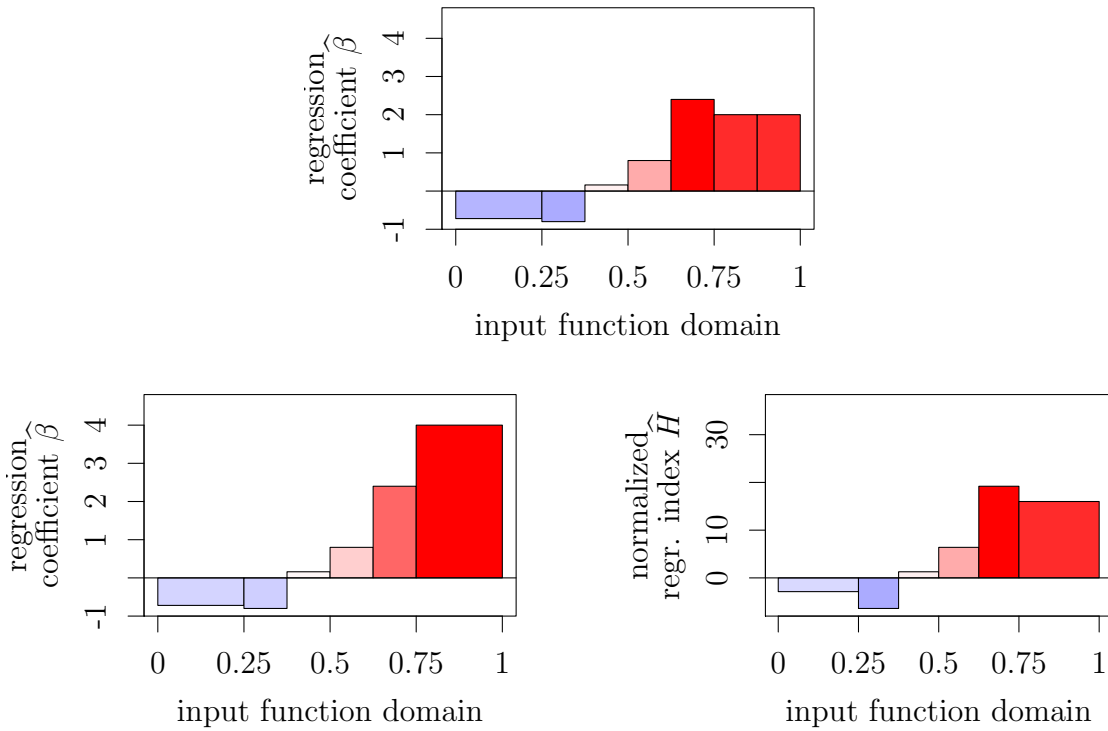 regression
coefficient β̂
4
3
2
1
-1
0 0.25 0.5 0.75 1
input function domain
regression
coefficient β̂
4
3
2
1
-1
0 0.25 0.5 0.75 1
input function domain
normalized
regr. index Ĥ
30
10
0
0 0.25 0.5 0.75 1
input function domain